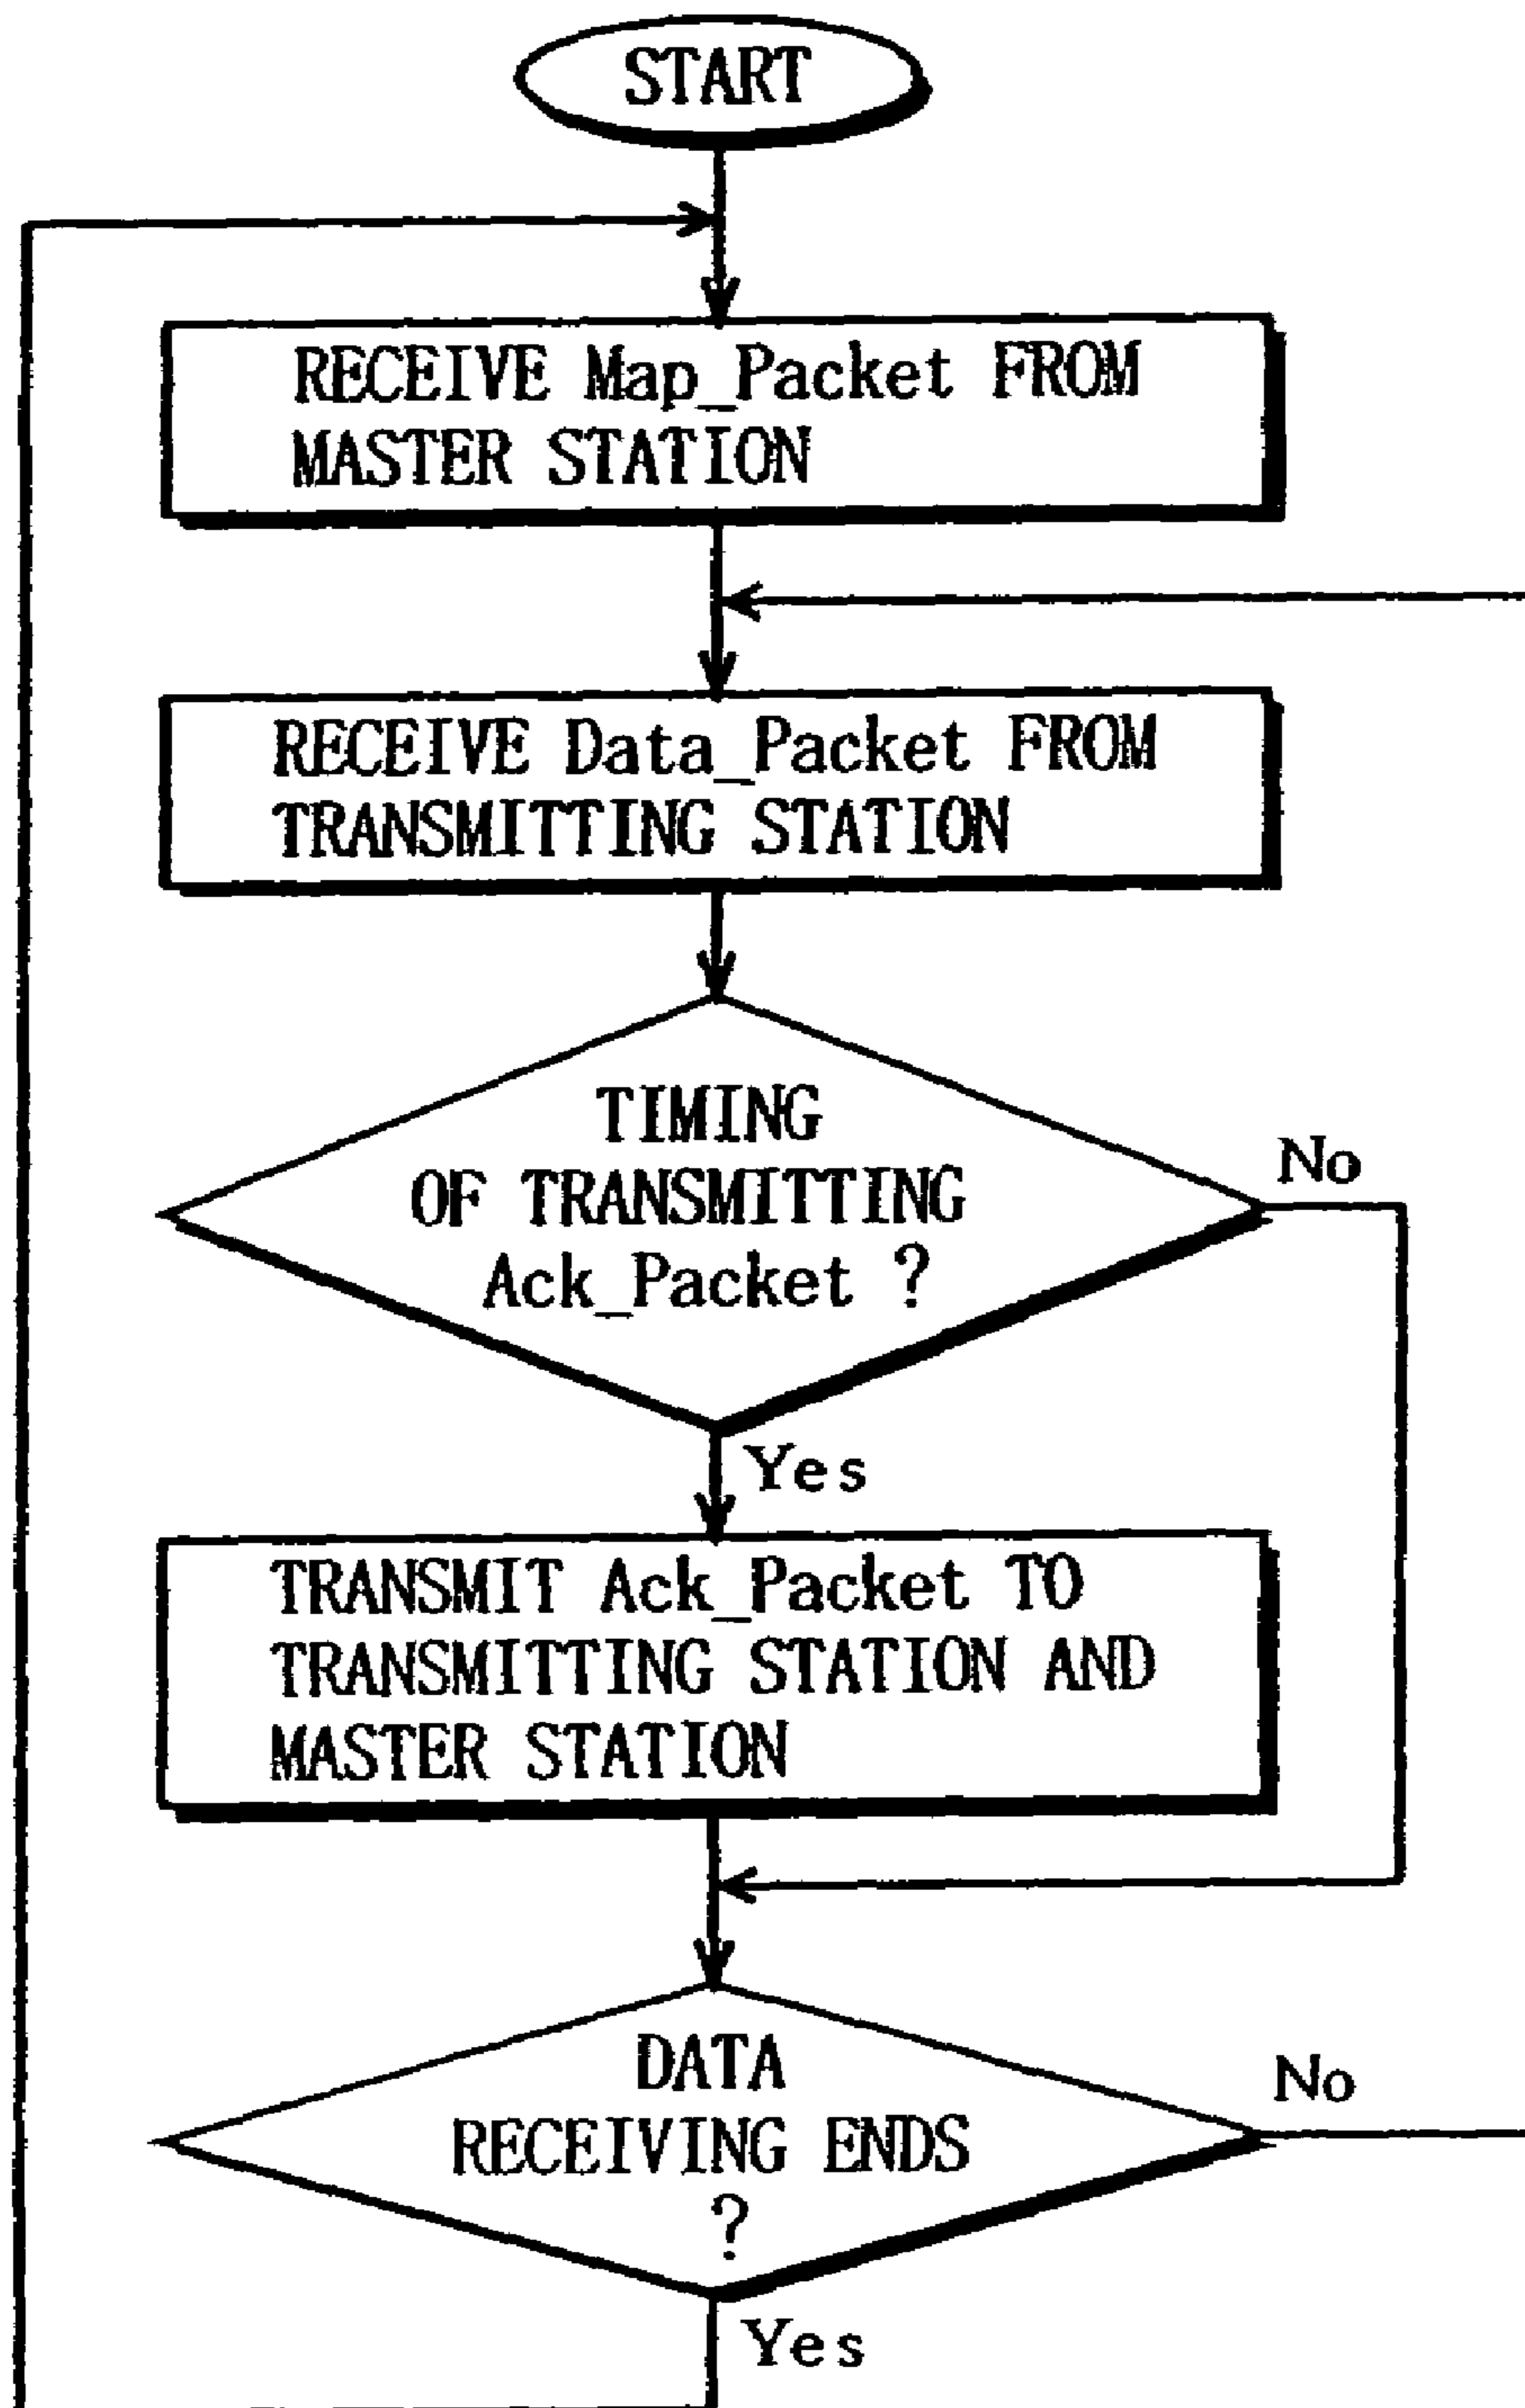 START
RECEIVE Map_Packet FROM
MASTER STATION
RECEIVE Data_Packet FROM
TRANSMITTING STATION
TIMING
OF TRANSMITTING
Ack_Packet ?
No
Yes
TRANSMIT Ack_Packet TO
TRANSMITTING STATION AND
MASTER STATION
DATA
RECEIVING ENDS
?
No
Yes